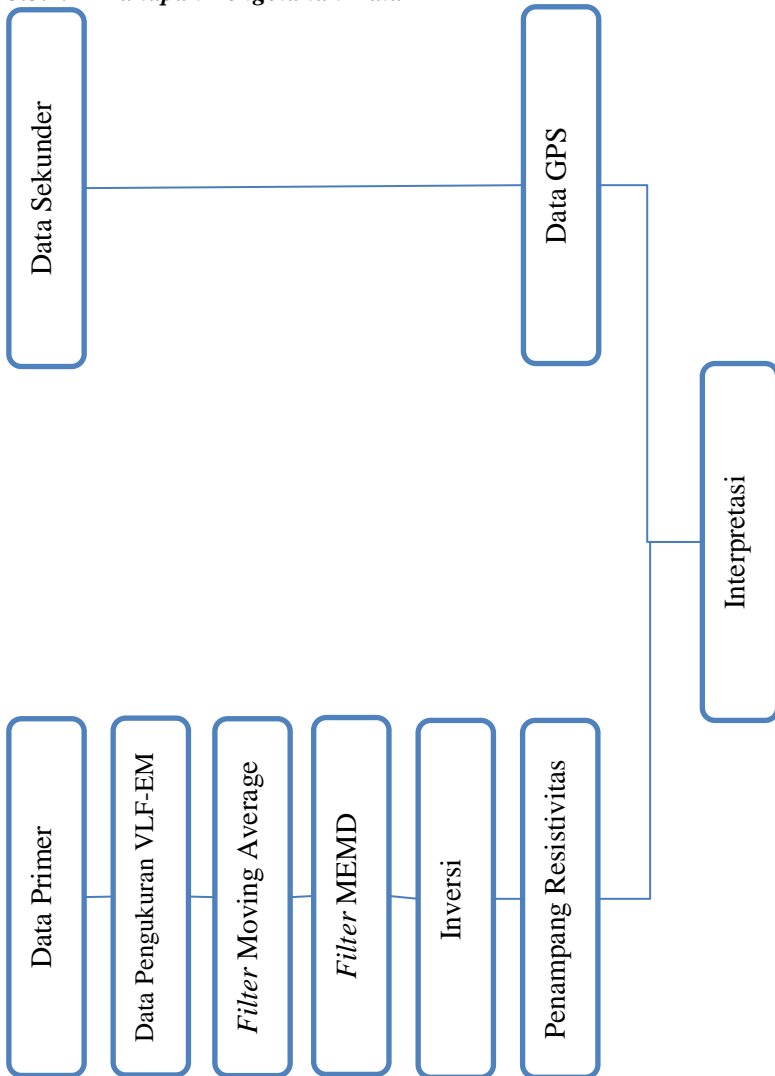 Data Primer
Data Pengukuran VLF-EM
Filter Moving Average
Filter MEMD
Inversi
Penampang Resistivitas
Data Sekunder
Data GPS
Interpretasi